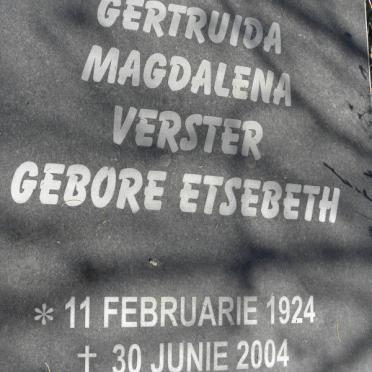 GERTRUIDA
MAGDALENA
VERSTER
GEBORE ETSEBETH
* 11 FEBRUARIE 1924
† 30 JUNIE 2004